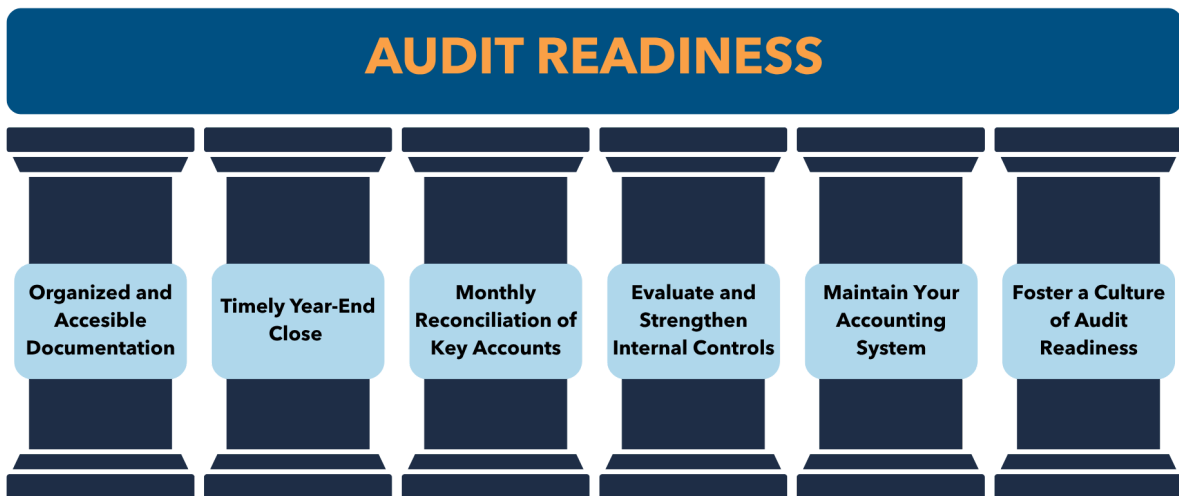 AUDIT READINESS
Organized and
Accesible
Documentation
Timely Year-End
Close
Monthly
Reconciliation of
Key Accounts
Evaluate and
Strengthen
Internal Controls
Maintain Your
Accounting
System
Foster a Culture
of Audit
Readiness